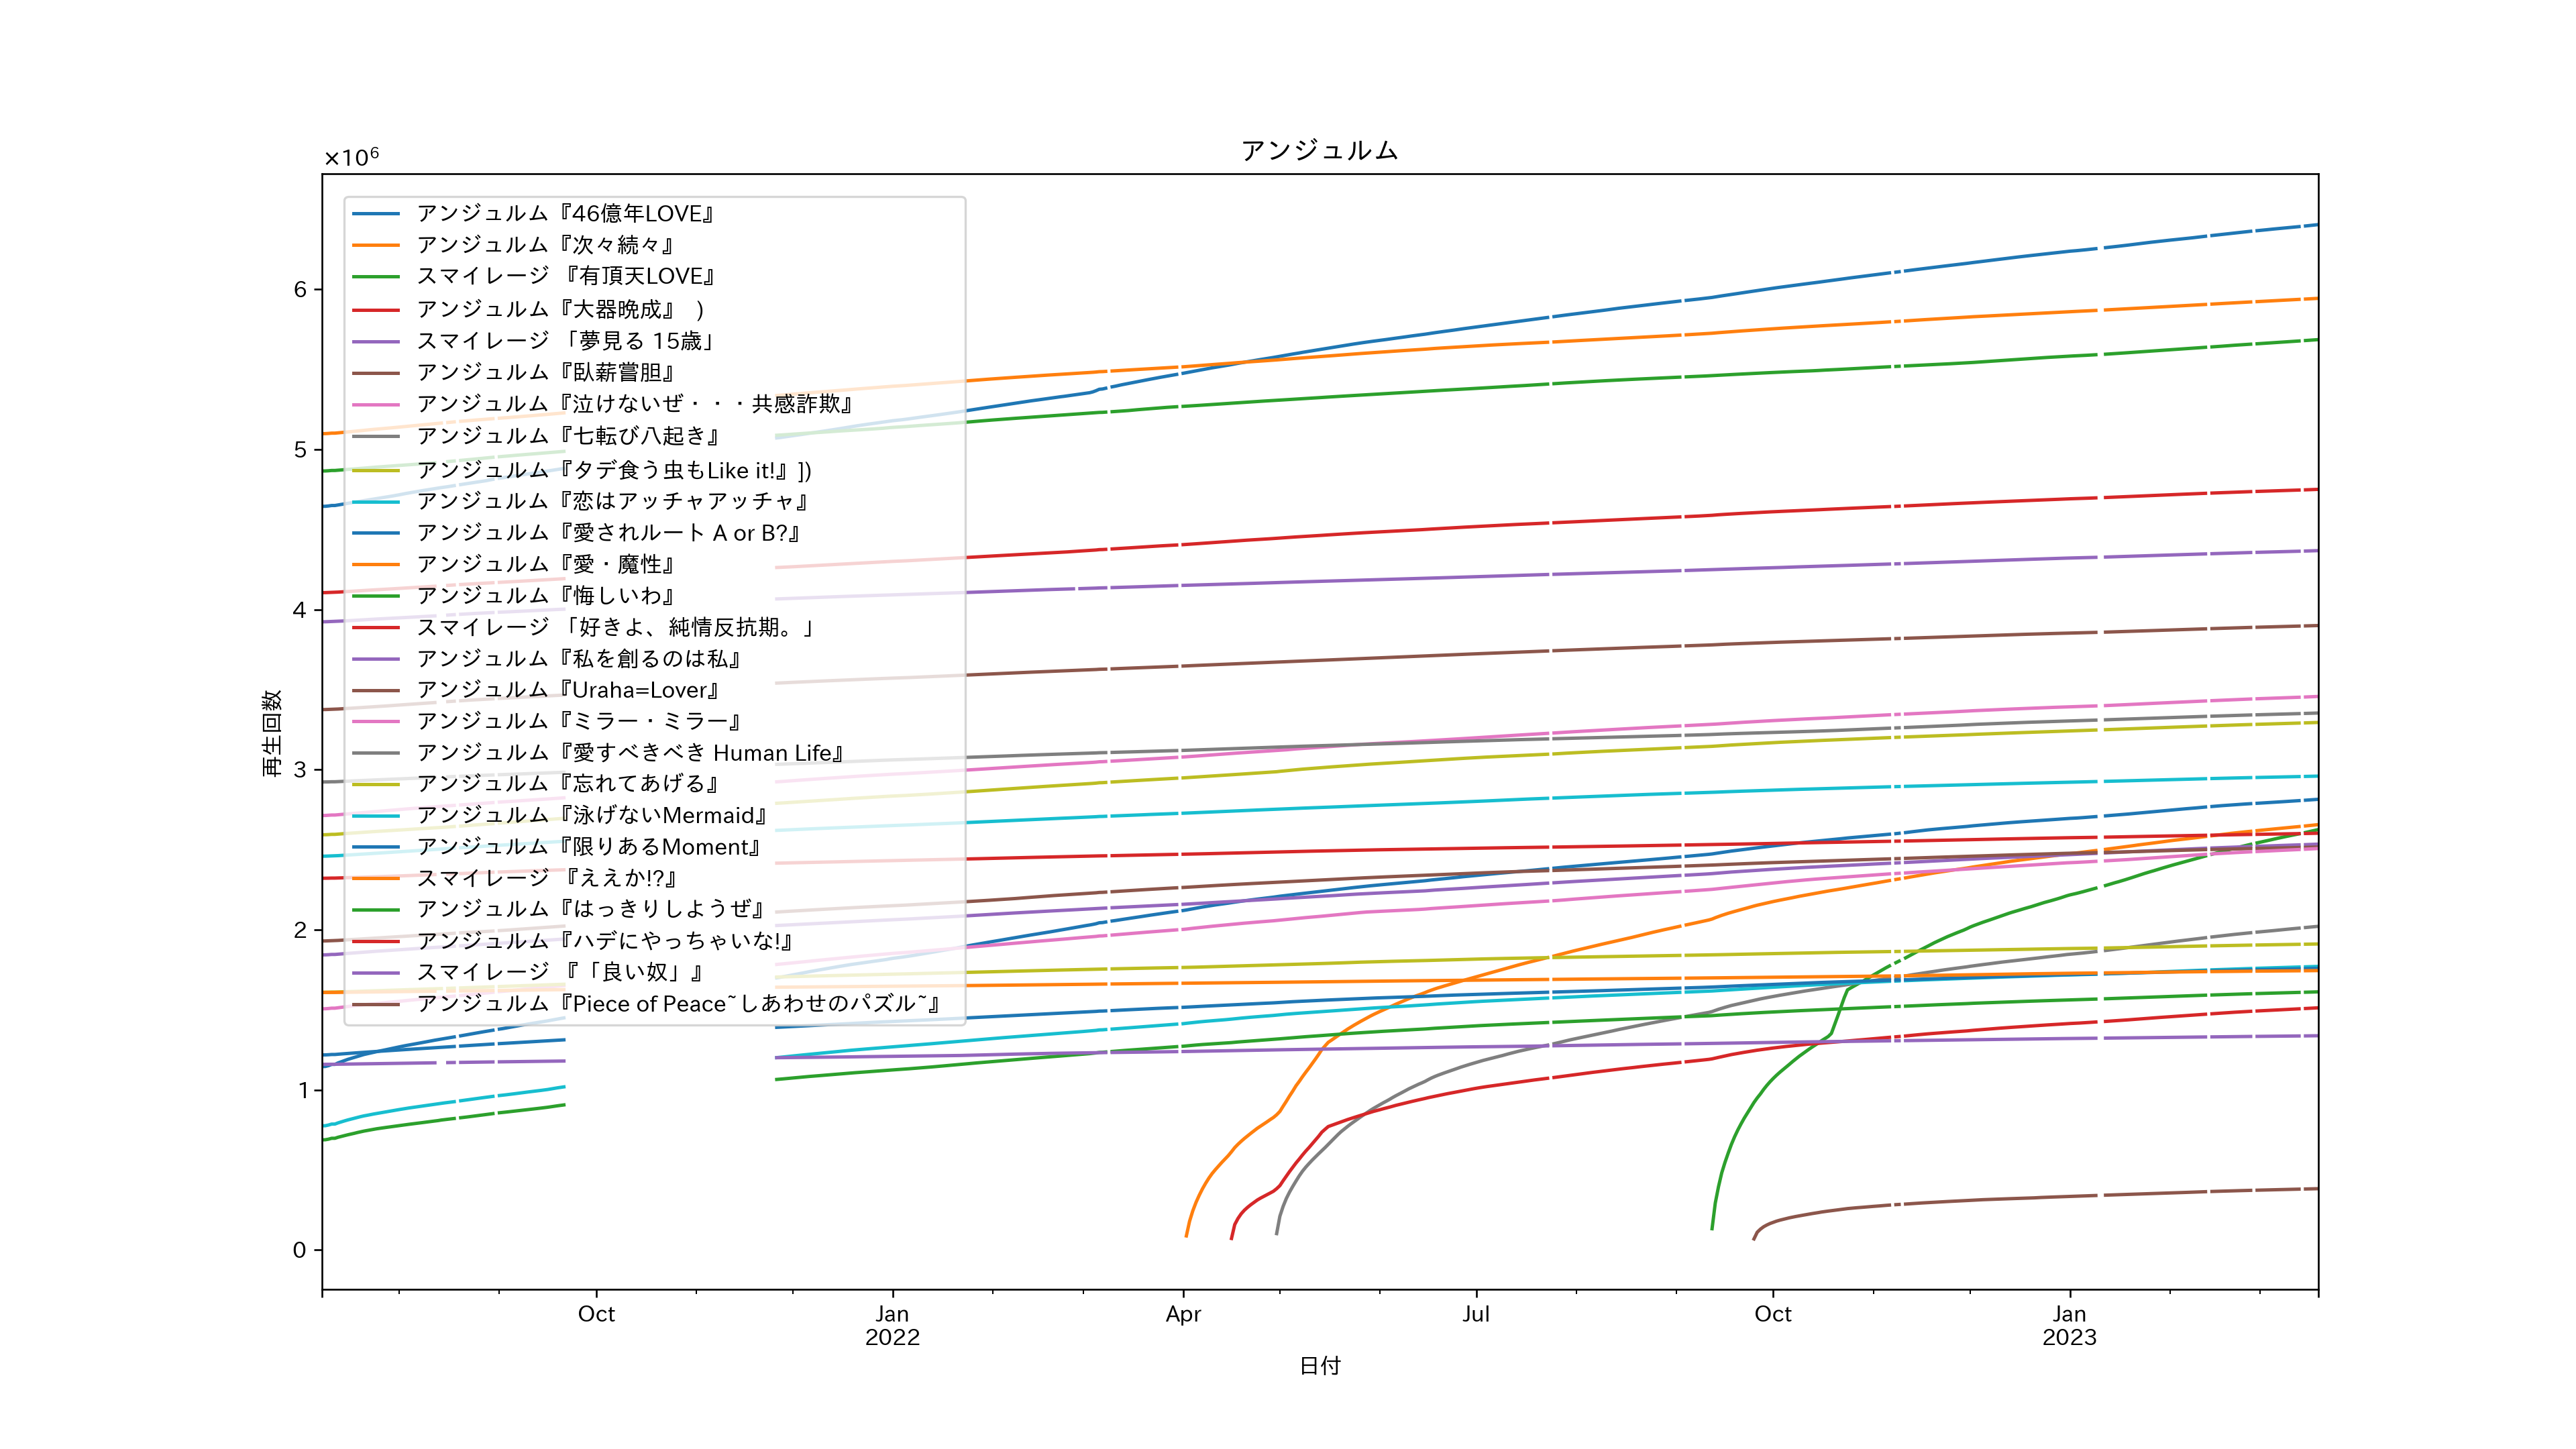 ×10⁶
アンジュルム
アンジュルム『46億年LOVE』
アンジュルム『次々続々』
スマイレージ 『有頂天LOVE』
アンジュルム『大器晩成』 )
スマイレージ 「夢見る 15歳」
アンジュルム『臥薪嘗胆』
アンジュルム『泣けないぜ・・・共感詐欺』
アンジュルム『七転び八起き』
アンジュルム『タデ食う虫もLike it!』])
アンジュルム『恋はアッチャアッチャ』
アンジュルム『愛されルート A or B?』
アンジュルム『愛・魔性』
アンジュルム『悔しいわ』
スマイレージ 「好きよ、純情反抗期。」
アンジュルム『私を創るのは私』
アンジュルム『Uraha=Lover』
アンジュルム『ミラー・ミラー』
アンジュルム『愛すべきべき Human Life』
アンジュルム『忘れてあげる』
アンジュルム『泳げないMermaid』
アンジュルム『限りあるMoment』
スマイレージ 『ええか!?』
アンジュルム『はっきりしようぜ』
アンジュルム『ハデにやっちゃいな!』
スマイレージ 『「良い奴」』
アンジュルム『Piece of Peace~しあわせのパズル~』
再生回数
6
5
4
3
2
1
0
Oct
Jan
2022
Apr
Jul
Oct
Jan
2023
日付